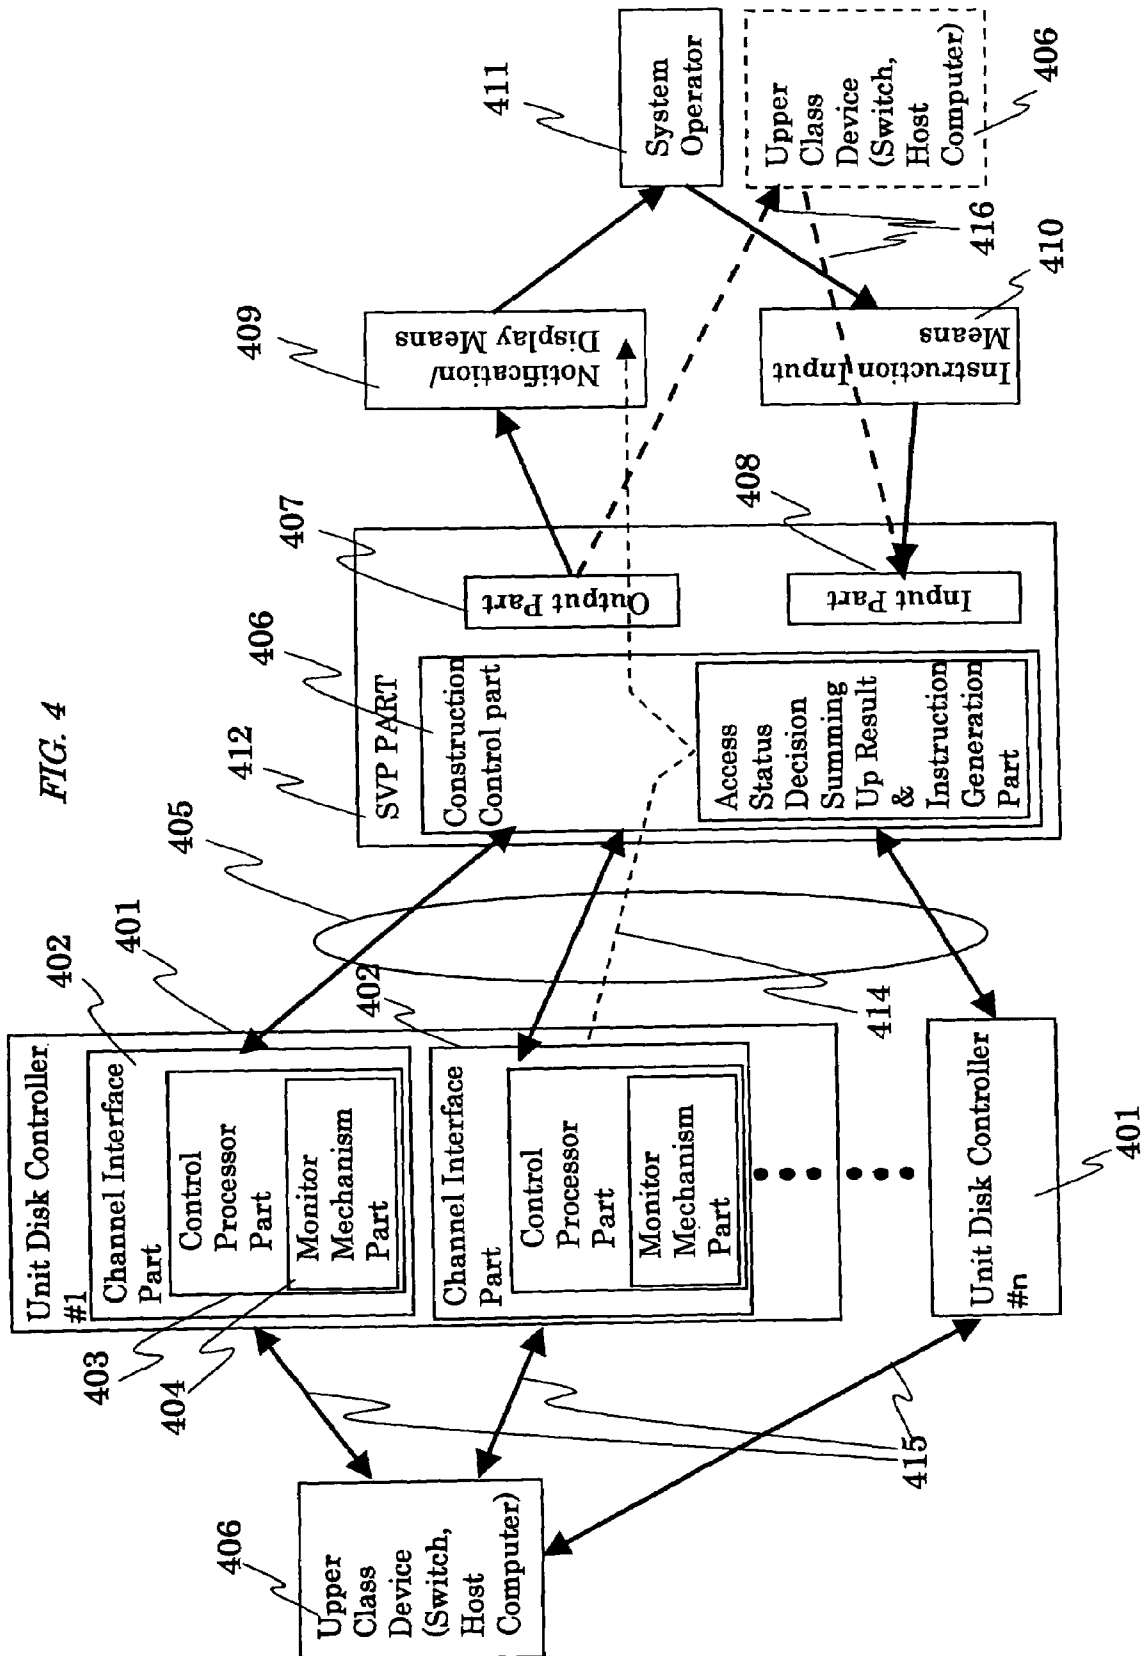 FIG. 4
406
Upper
Class
Device
(Switch,
Host
Computer)
415
403
404
402
401
Unit Disk Controller
#1
Channel Interface
Part
Control
Processor
Part
Monitor
Mechanism
Part
402
Channel Interface
Part
Control
Processor
Part
Monitor
Mechanism
Part
Unit Disk Controller
#n
401
405
414
412
SVP PART
406
Construction
Control part
Access
Status
Decision
Summing
Up Result
&
Instruction
Generation
Part
407
Output Part
408
Input Part
409
Notification/
Display Means
410
Instruction Input
Means
411
System
Operator
Upper
Class
Device
(Switch,
Host
Computer)
406
416